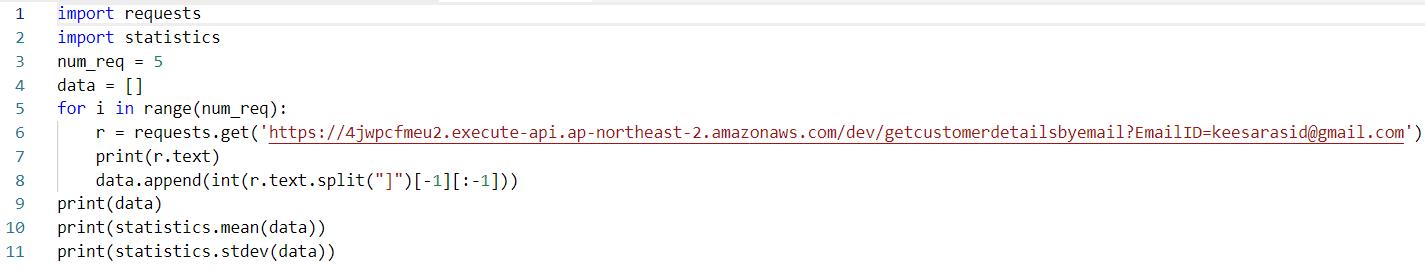 1 import requests
2 import statistics
3 num_req = 5
4 data = []
5 for i in range(num_req):
6 r = requests.get('https://4jwpcfmeu2.execute-api.ap-northeast-2.amazonaws.com/dev/getcustomerdetailsbyemail?EmailID=keesarasid@gmail.com')
7 print(r.text)
8 data.append(int(r.text.split("]")[-1][:-1]))
9 print(data)
10 print(statistics.mean(data))
11 print(statistics.stdev(data))